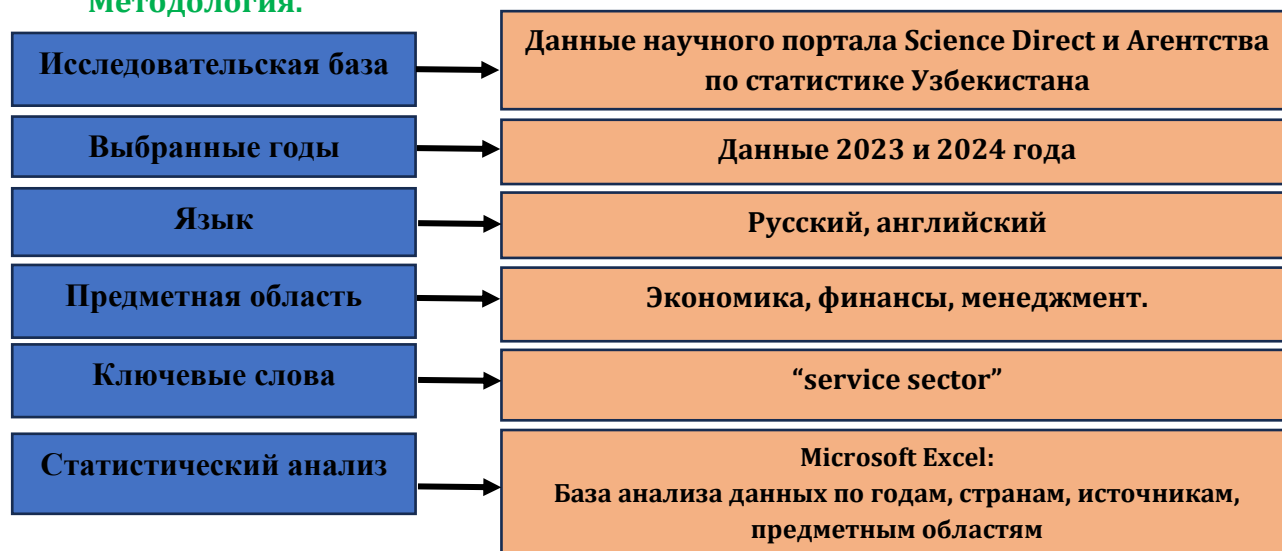 Методология.
Исследовательская база
Данные научного портала Science Direct и Агентства
по статистике Узбекистана
Выбранные годы
Данные 2023 и 2024 года
Язык
Русский, английский
Предметная область
Экономика, финансы, менеджмент.
Ключевые слова
“service sector”
Статистический анализ
Microsoft Excel:
База анализа данных по годам, странам, источникам,
предметным областям